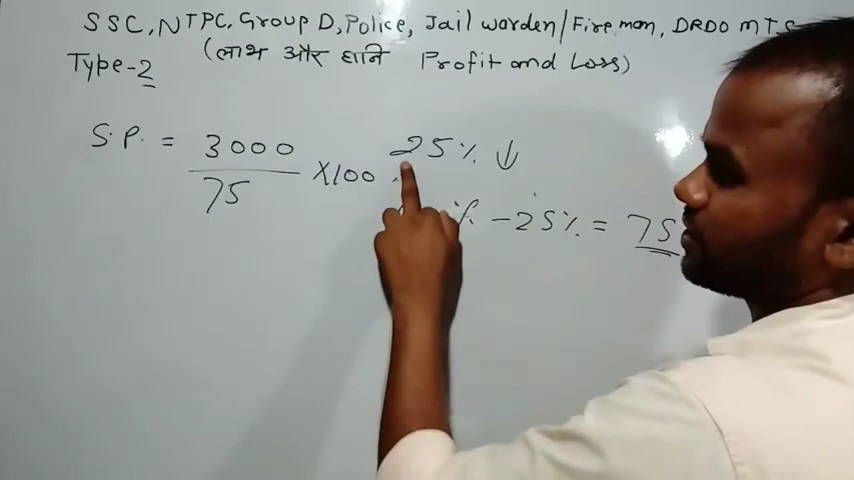 SSC, NTPC, Group D, Police, Jail warden/Fire man, DRDO MTS
Type-2 (लाभ और हानि Profit and Loss)
S.P. = 3000/75 X100 25% ↓
% - 25% = 75